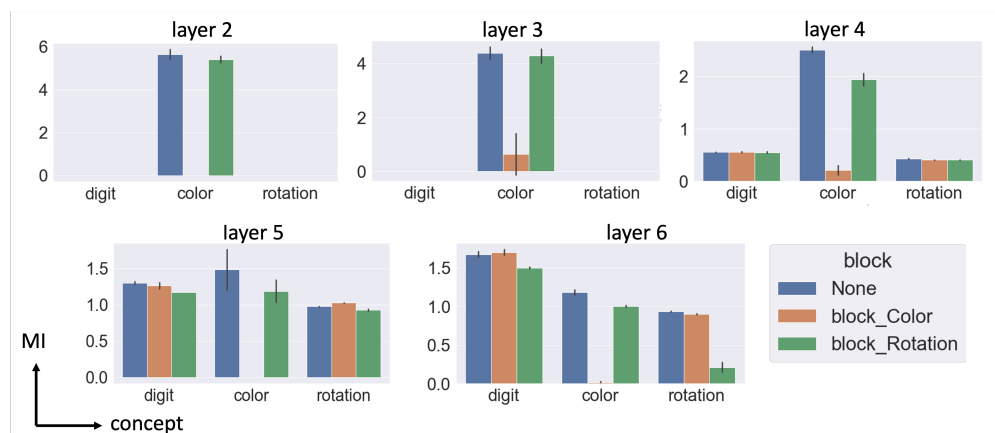 layer 2
6
4
2
0
digit color rotation
layer 3
4
2
0
digit color rotation
layer 4
2
1
0
digit color rotation
layer 5
1.5
1.0
0.5
0.0
digit color rotation
layer 6
1.5
1.0
0.5
0.0
digit color rotation
block
None
block_Color
block_Rotation
MI
concept